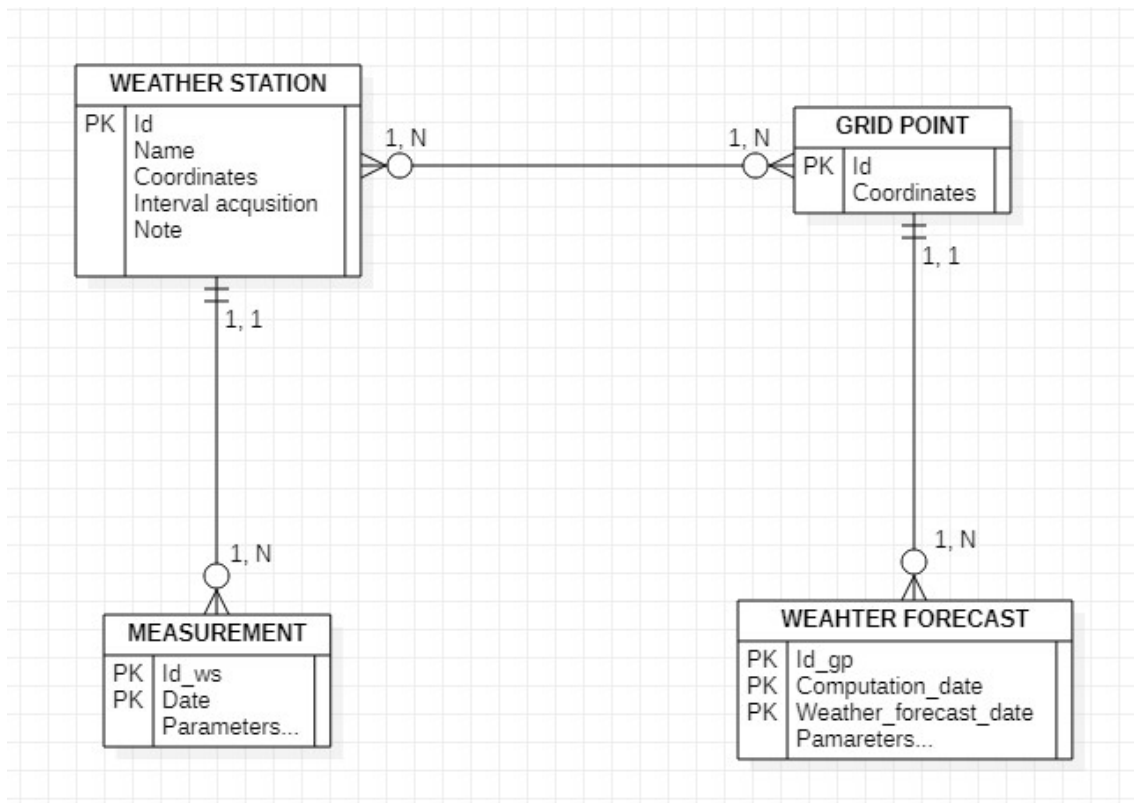 WEATHER STATION
PK Id
Name
Coordinates
Interval acqusition
Note
1, N
1, N
GRID POINT
PK Id
Coordinates
1, 1
1, 1
1, N
MEASUREMENT
PK Id_ws
PK Date
Parameters...
1, N
WEAHTER FORECAST
PK Id_gp
PK Computation_date
PK Weather_forecast_date
Pamareters...